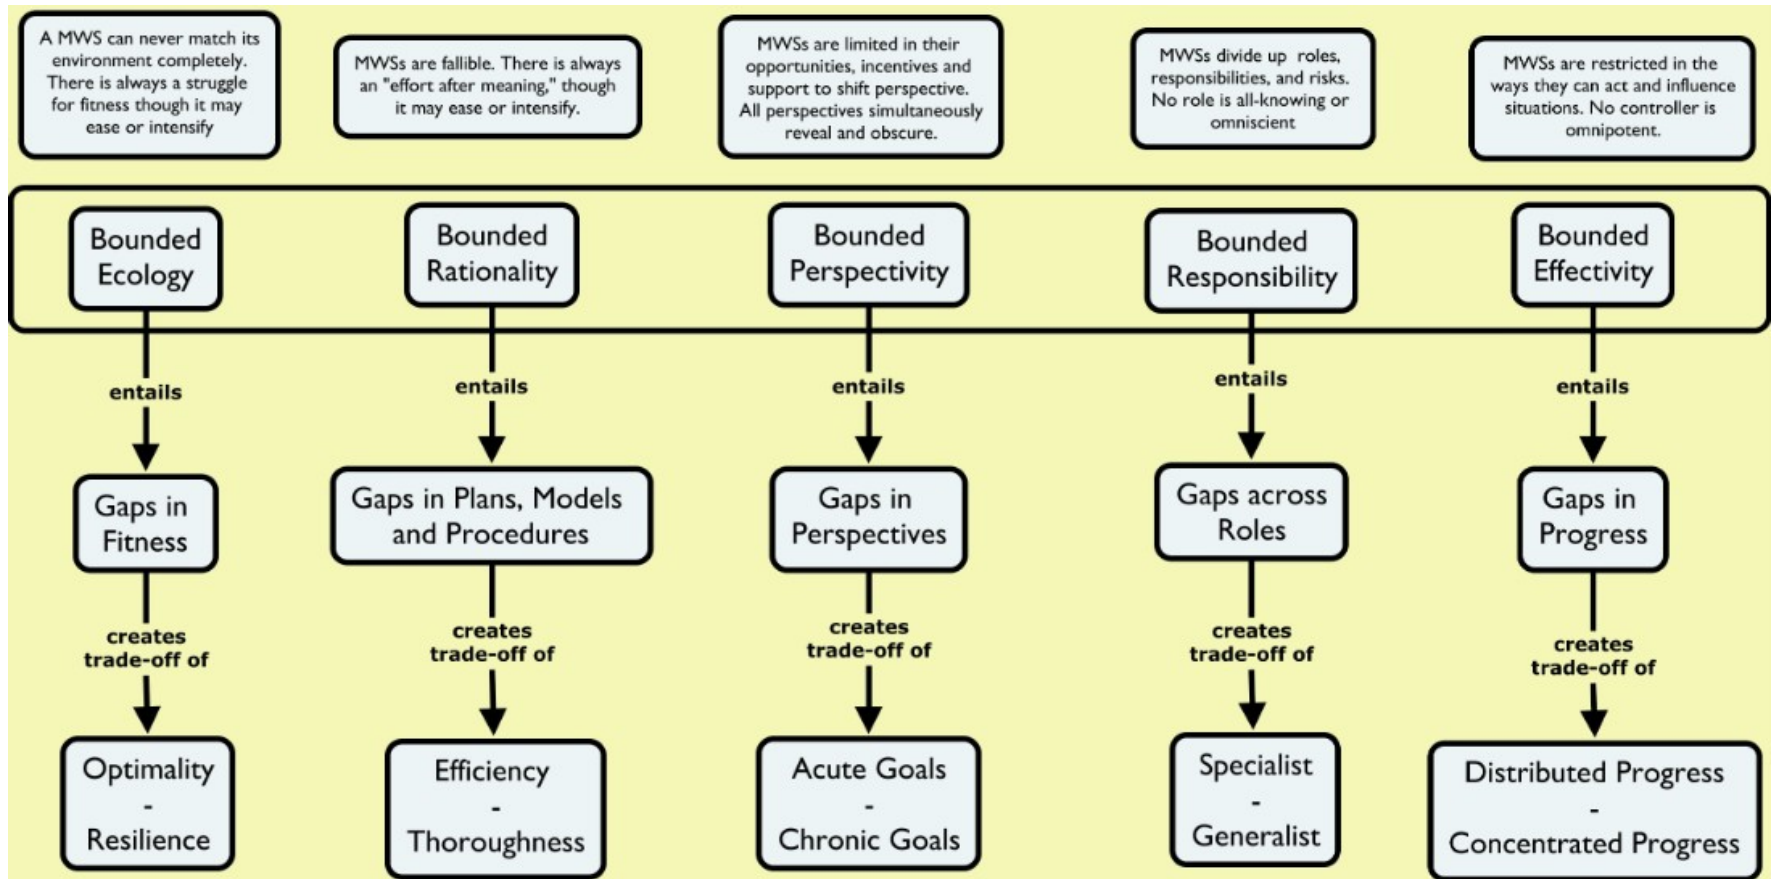 A MWS can never match its
environment completely.
There is always a struggle
for fitness though it may
ease or intensify
MWSs are fallible. There is always
an "effort after meaning," though
it may ease or intensify.
MWSs are limited in their
opportunities, incentives and
support to shift perspective.
All perspectives simultaneously
reveal and obscure.
MWSs divide up roles,
responsibilities, and risks.
No role is all-knowing or
omniscient
MWSs are restricted in the
ways they can act and influence
situations. No controller is
omnipotent.
Bounded
Ecology
Bounded
Rationality
Bounded
Perspectivity
Bounded
Responsibility
Bounded
Effectivity
entails
entails
entails
entails
entails
Gaps in
Fitness
Gaps in Plans, Models
and Procedures
Gaps in
Perspectives
Gaps across
Roles
Gaps in
Progress
creates
trade-off of
creates
trade-off of
creates
trade-off of
creates
trade-off of
creates
trade-off of
Optimality
-
Resilience
Efficiency
-
Thoroughness
Acute Goals
-
Chronic Goals
Specialist
-
Generalist
Distributed Progress
-
Concentrated Progress